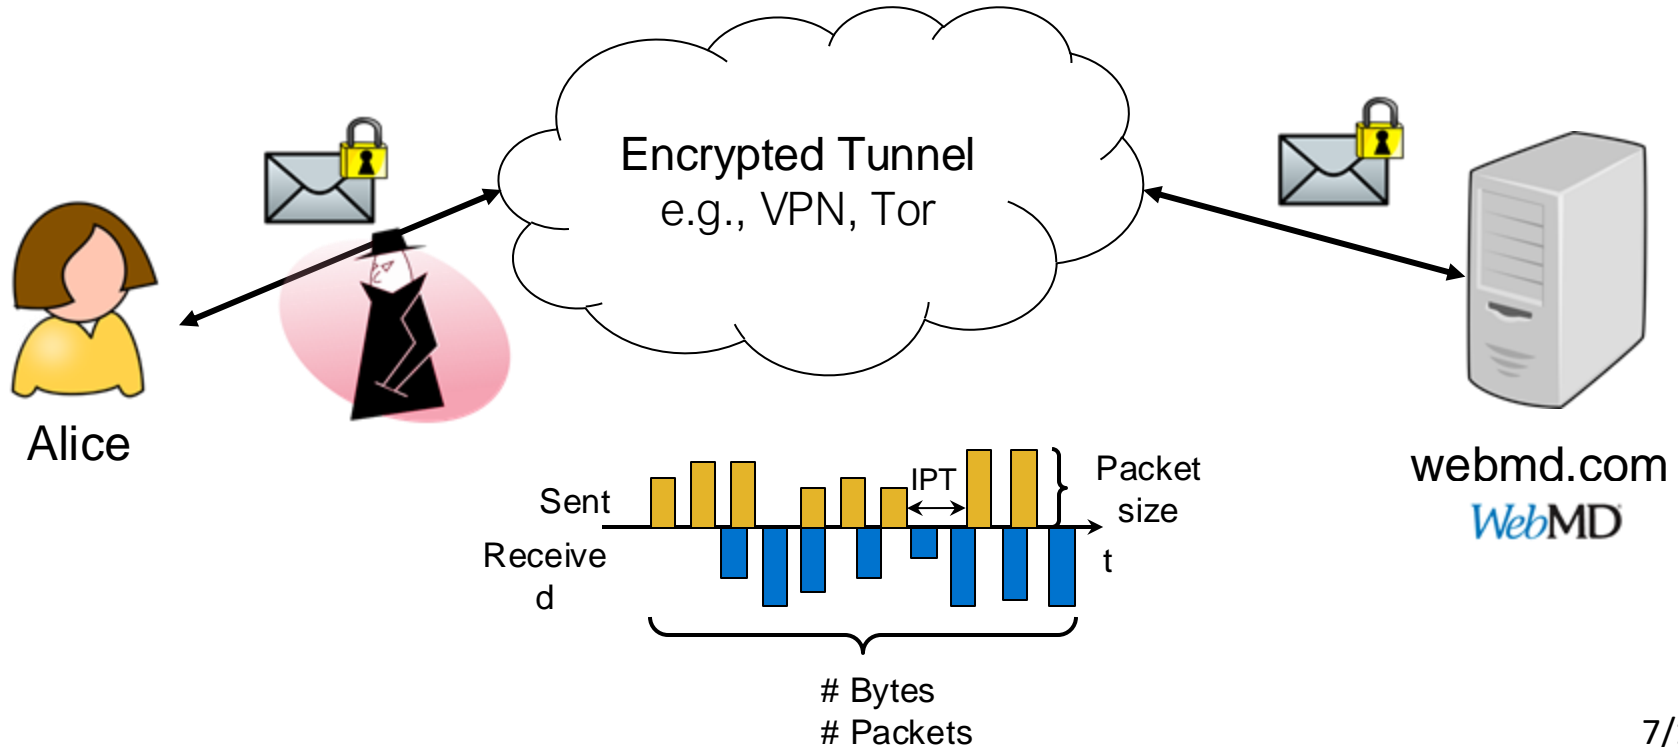 Encrypted Tunnel
e.g., VPN, Tor
Alice
webmd.com
WebMD
IPT
Packet
size
Sent
Receive
d
t
# Bytes
# Packets
7/